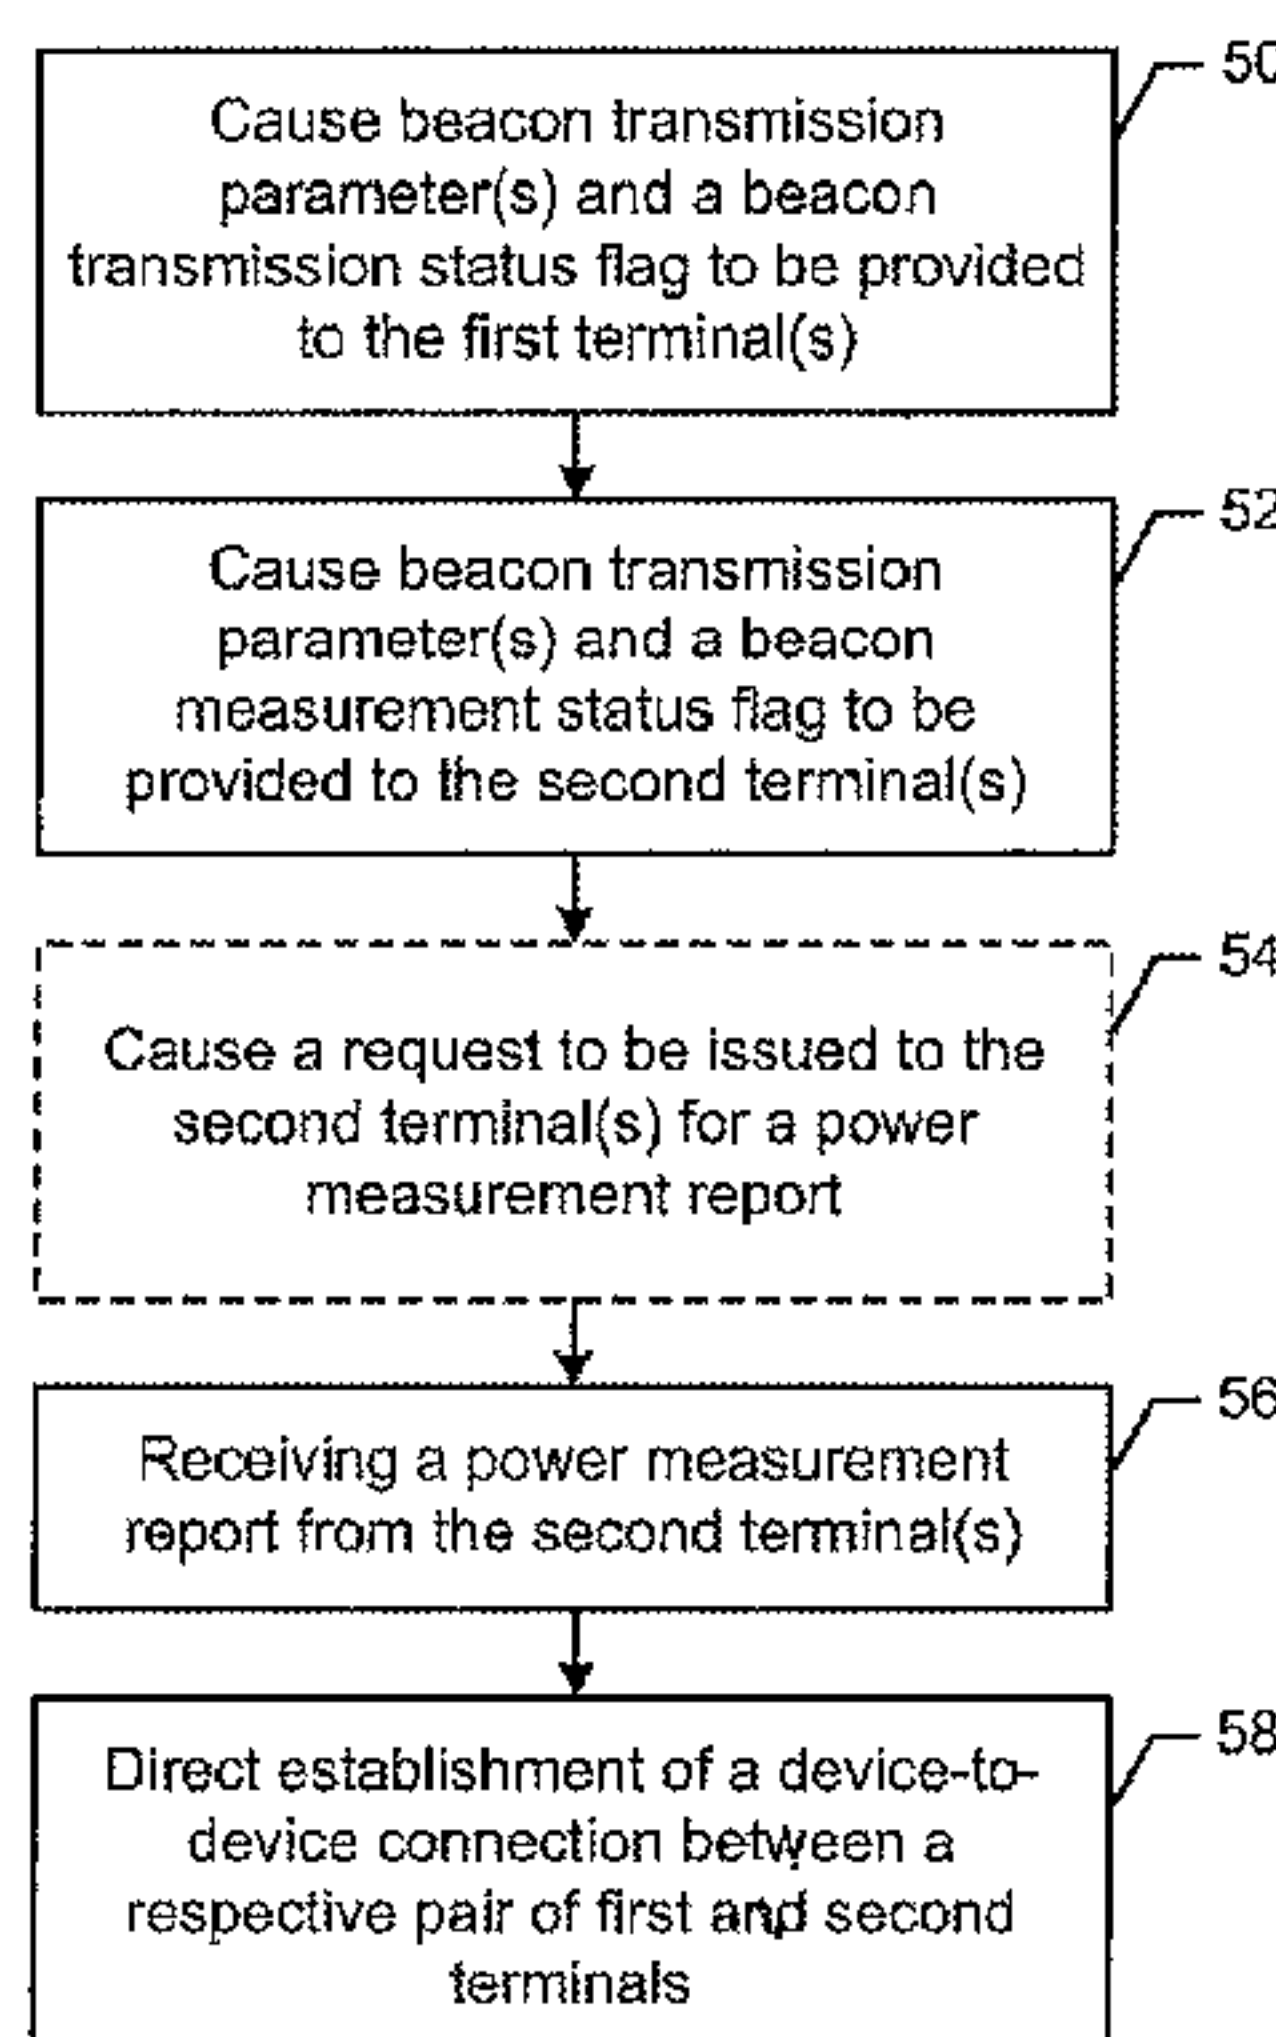 50
Cause beacon transmission
parameter(s) and a beacon
transmission status flag to be provided
to the first terminal(s)
52
Cause beacon transmission
parameter(s) and a beacon
measurement status flag to be
provided to the second terminal(s)
54
Cause a request to be issued to the
second terminal(s) for a power
measurement report
56
Receiving a power measurement
report from the second terminal(s)
58
Direct establishment of a device-to-
device connection between a
respective pair of first and second
terminals